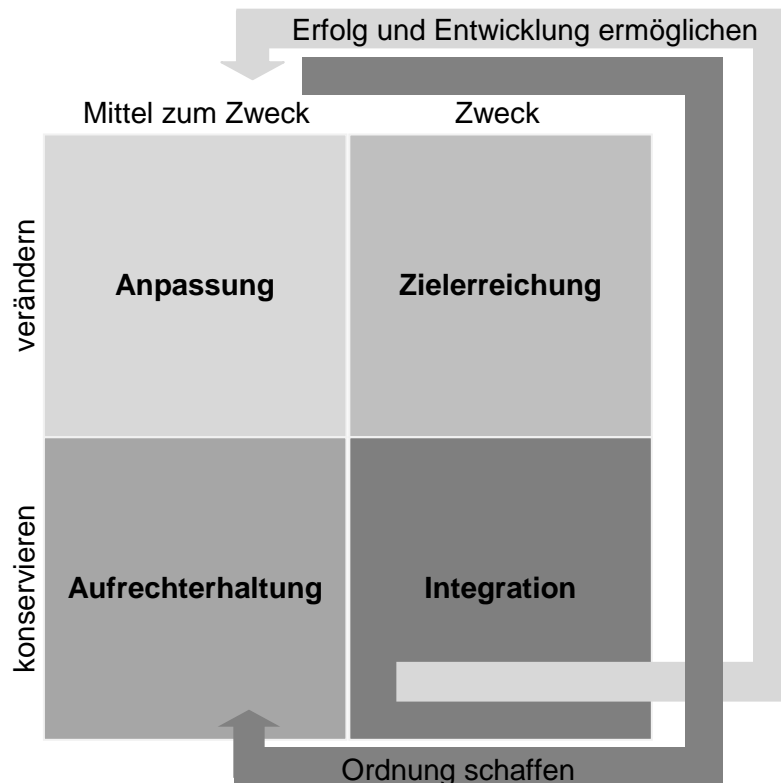 Erfolg und Entwicklung ermöglichen
Mittel zum Zweck
Zweck
verändern
Anpassung
Zielerreichung
konservieren
Aufrechterhaltung
Integration
Ordnung schaffen